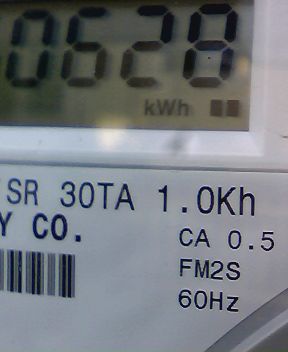 0628
kWh
SR 30TA 1.0Kh
Y CO.
CA 0.5
FM2S
60Hz